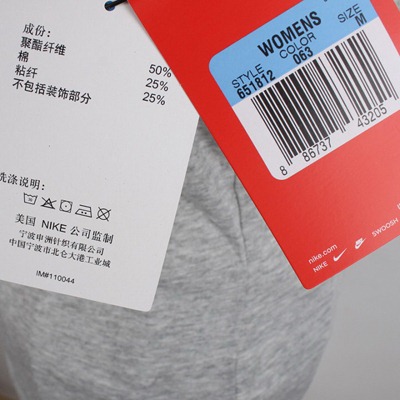 成份:
聚酯纤维
棉 50%
粘纤 25%
不包括装饰部分 25%
洗涤说明:
美国 NIKE 公司监制
宁波申洲针织有限公司
中国宁波市北仑大港工业城
IM#110044
WOMENS
SIZE
M
STYLE
COLOR
651812
063
8 86737 43205
nike.com
NIKE
SWOOSH